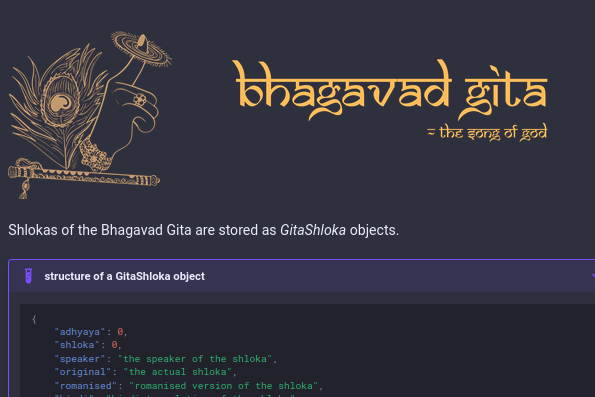 bhagavad gita
~ the song of god
Shlokas of the Bhagavad Gita are stored as GitaShloka objects.
structure of a GitaShloka object
{
"adhyaya": 0,
"shloka": 0,
"speaker": "the speaker of the shloka",
"original": "the actual shloka",
"romanised": "romanised version of the shloka",